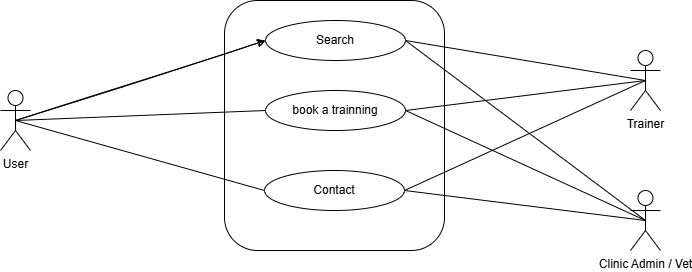 Search
book a trainning
Trainer
User
Contact
Clinic Admin / Vet